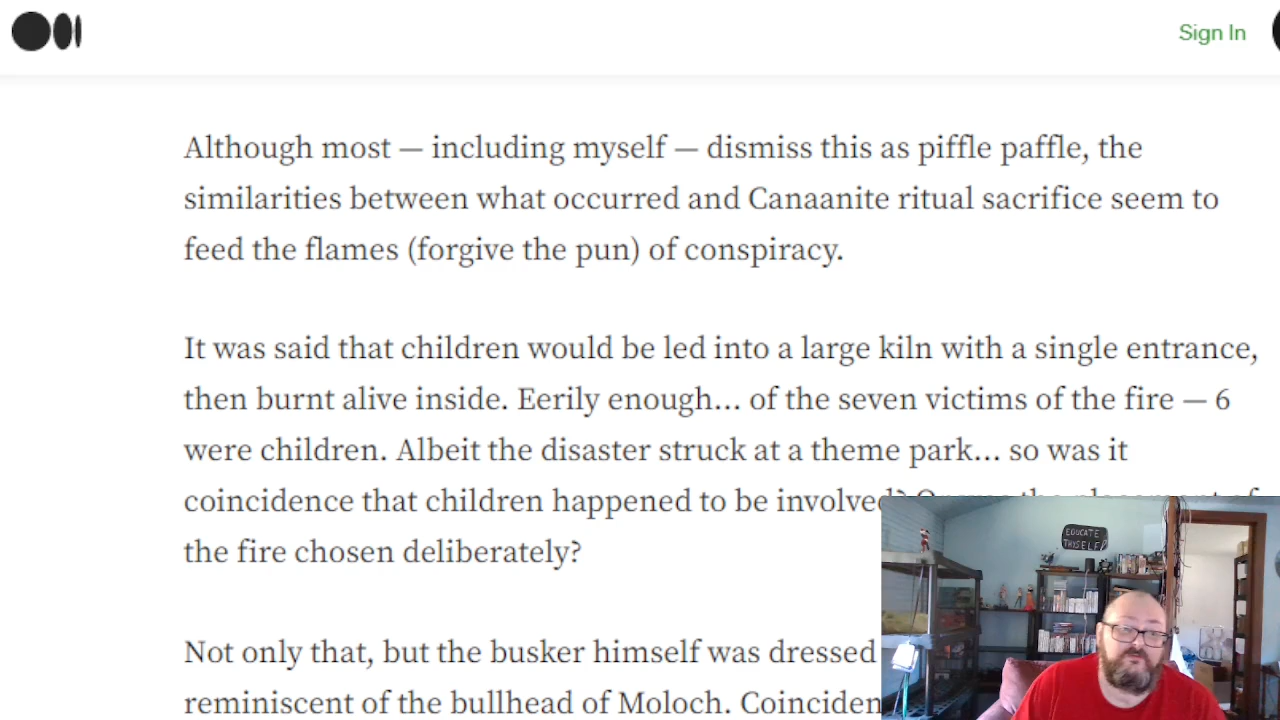 Sign In
Although most — including myself — dismiss this as piffle paffle, the
similarities between what occurred and Canaanite ritual sacrifice seem to
feed the flames (forgive the pun) of conspiracy.
It was said that children would be led into a large kiln with a single entrance,
then burnt alive inside. Eerily enough… of the seven victims of the fire — 6
were children. Albeit the disaster struck at a theme park… so was it
coincidence that children happened to be involved?
the fire chosen deliberately?
EDUCATE
THYSELF
Not only that, but the busker himself was dressed
reminiscent of the bullhead of Moloch.